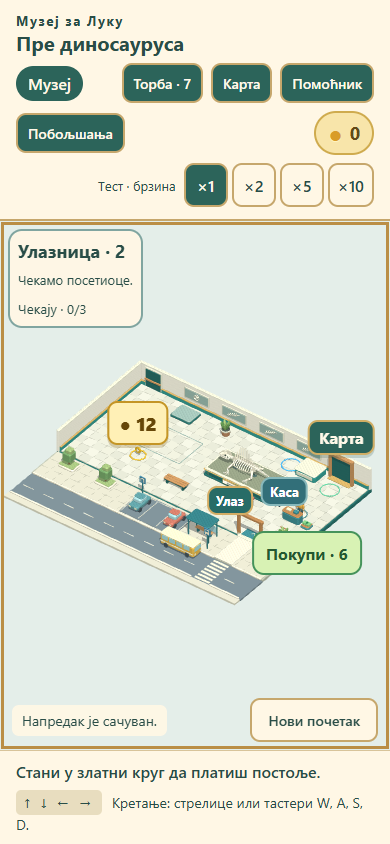 Музеј за Луку
Пре диносауруса
Музеј
Торба · 7
Карта
Помоћник
Побољшања
0
Тест · брзина
×1
×2
×5
×10
Улазница · 2
Чекамо посетиоце.
Чекају · 0/3
12
Карта
Улаз
Каса
Покупи · 6
Напредак је сачуван.
Нови почетак
Стани у златни круг да платиш постоље.
↑ ↓ ← → Кретање: стрелице или тастери W, A, S,
D.